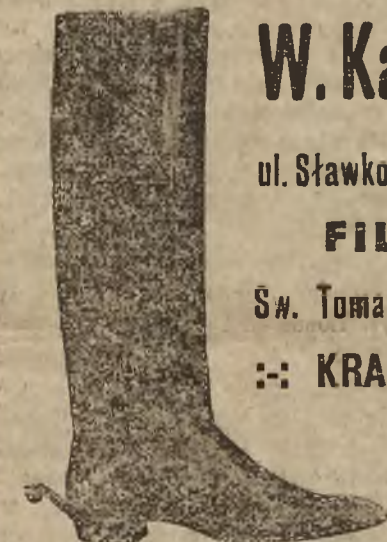 W. Ka
ul. Sławko
FIL
Św. Toma
:-: KRA